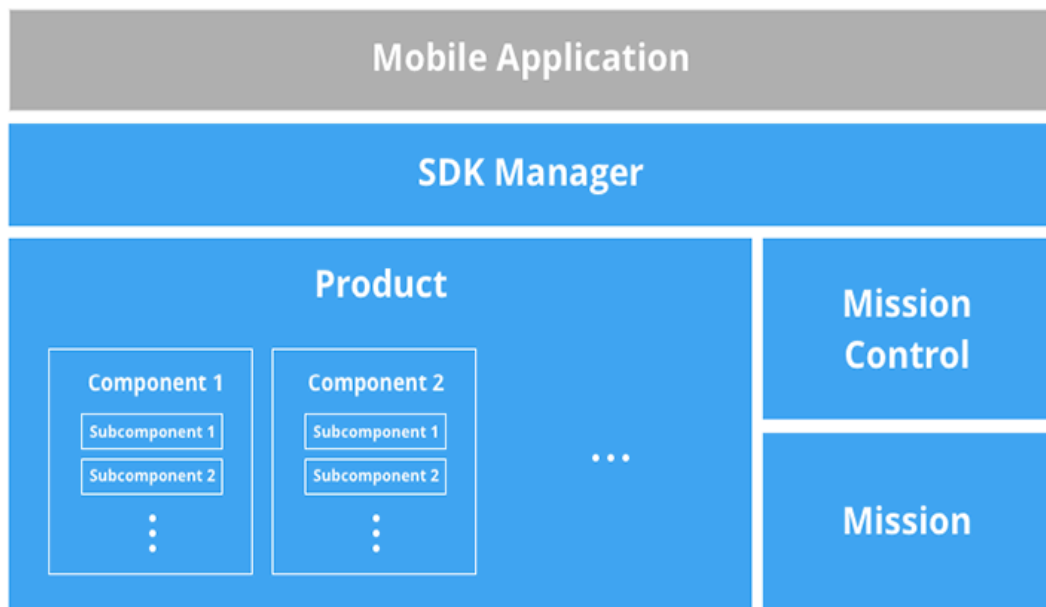 Mobile Application
SDK Manager
Product
Component 1
Subcomponent 1
Subcomponent 2
Component 2
Subcomponent 1
Subcomponent 2
...
Mission
Control
Mission